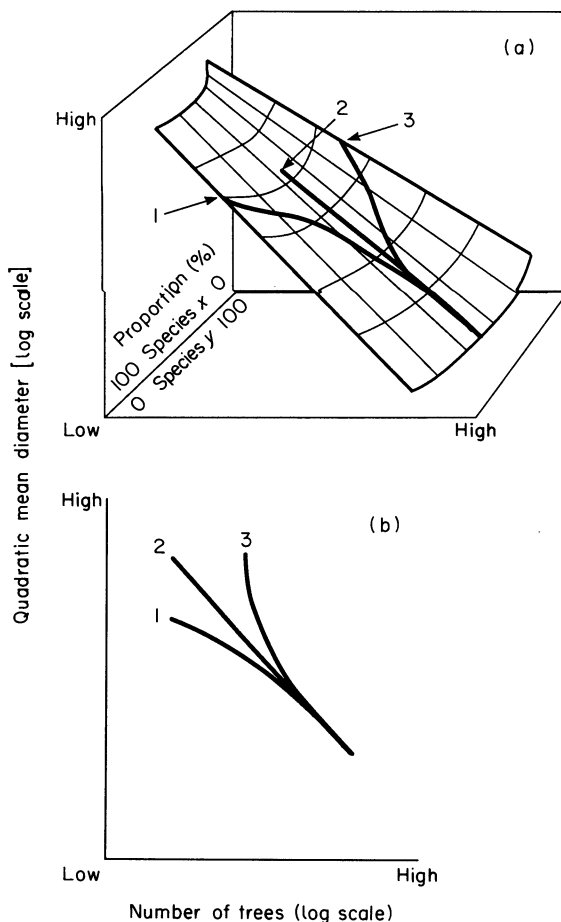 (a)
2
3
High
1
Proportion (%)
100 Species x 0
0 Species y 100
Low
High
Quadratic mean diameter [log scale]
High
(b)
2
3
1
Low
High
Number of trees (log scale)